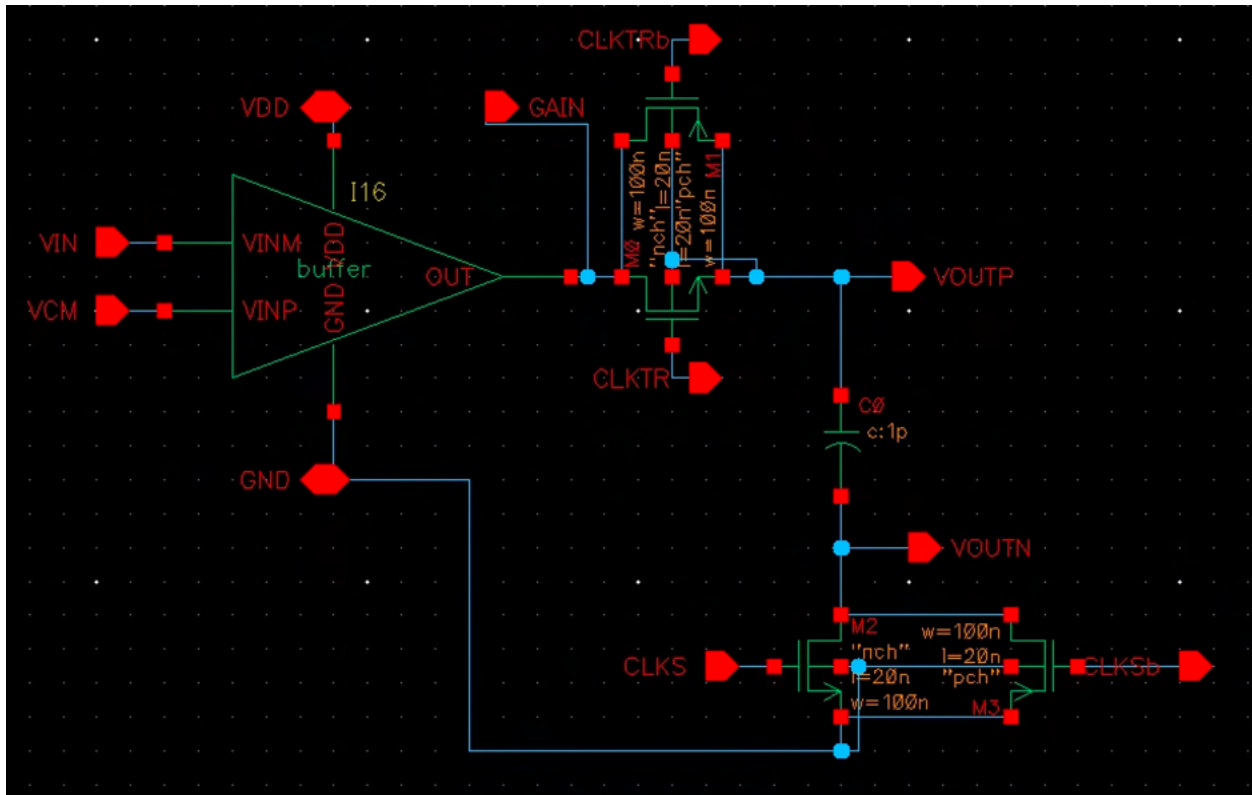 CLKTRb
VDD
GAIN
I16
w=100n
"nch"
l=20n
M0
l=20n
"pch"
w=100n
M1
VIN
VINM
VDD
buffer
OUT
VOUTP
VCM
VINP
GND
CLKTR
C0
c:1p
GND
VOUTN
M2
w=100n
CLKS
"nch"
l=20n
CLKSb
l=20n
"pch"
w=100n
M3